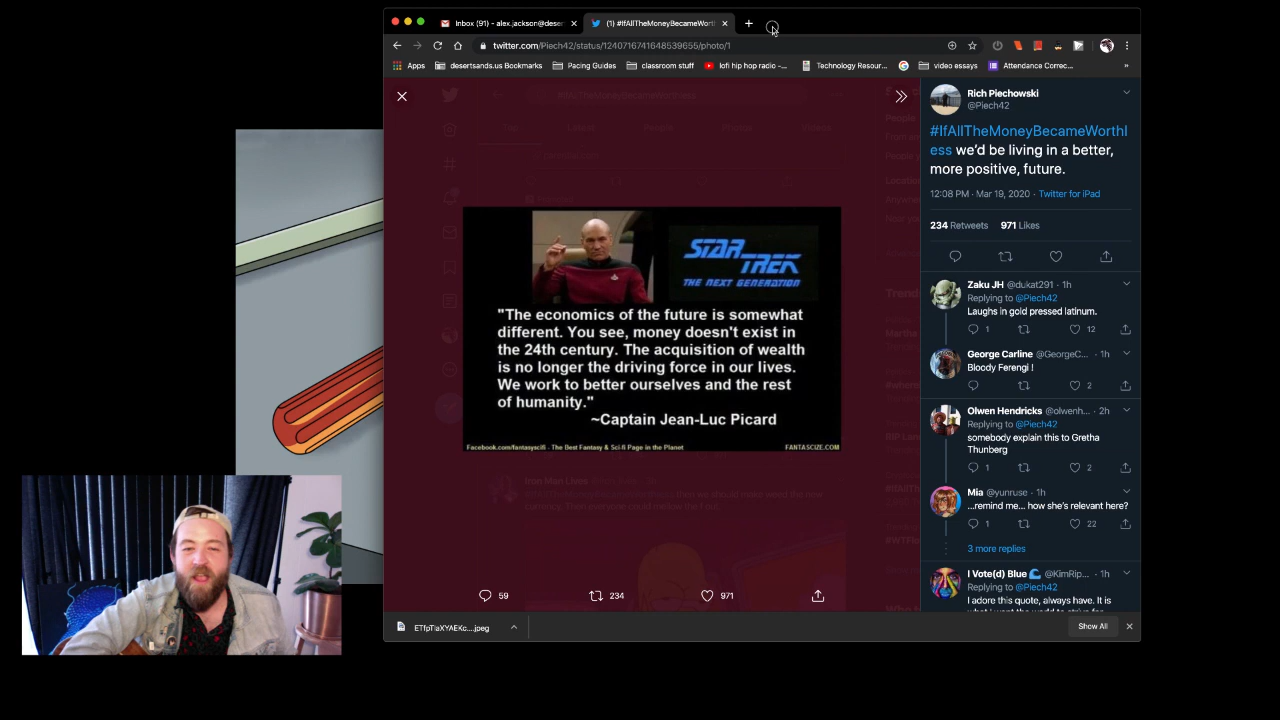 Inbox (91) - alex.jackson@deser
(1) #IfAllTheMoneyBecameWorthl
twitter.com/Piech42/status/1240716741648539655/photo/1
Apps
desertsands.us Bookmarks
Pacing Guides
classroom stuff
lofi hip hop radio -...
Technology Resour...
video essays
Attendance Correc...
»
STAR TREK
THE NEXT GENERATION
"The economics of the future is somewhat
different. You see, money doesn't exist in
the 24th century. The acquisition of wealth
is no longer the driving force in our lives.
We work to better ourselves and the rest
of humanity."
~Captain Jean-Luc Picard
Facebook.com/fantasyscifi - The Best Fantasy & Sci-fi Page in the Planet
FANTASCIZE.COM
59
234
971
Rich Piechowski
@Piech42
#IfAllTheMoneyBecameWorthl
ess we'd be living in a better,
more positive, future.
12:08 PM · Mar 19, 2020 · Twitter for iPad
234 Retweets 971 Likes
Zaku JH @dukat291 · 1h
Replying to @Piech42
Laughs in gold pressed latinum.
1
12
George Carline @GeorgeC... · 1h
Bloody Ferengi !
2
Olwen Hendricks @owenh... · 2h
Replying to @Piech42
somebody explain this to Gretha
Thunberg
1
2
Mia @yunruse · 1h
...remind me... how she's relevant here?
1
22
3 more replies
I Vote(d) Blue @KimRip... · 1h
Replying to @Piech42
I adore this quote, always have. It is
ETfpTlaXYAEKc....jpeg
Show All